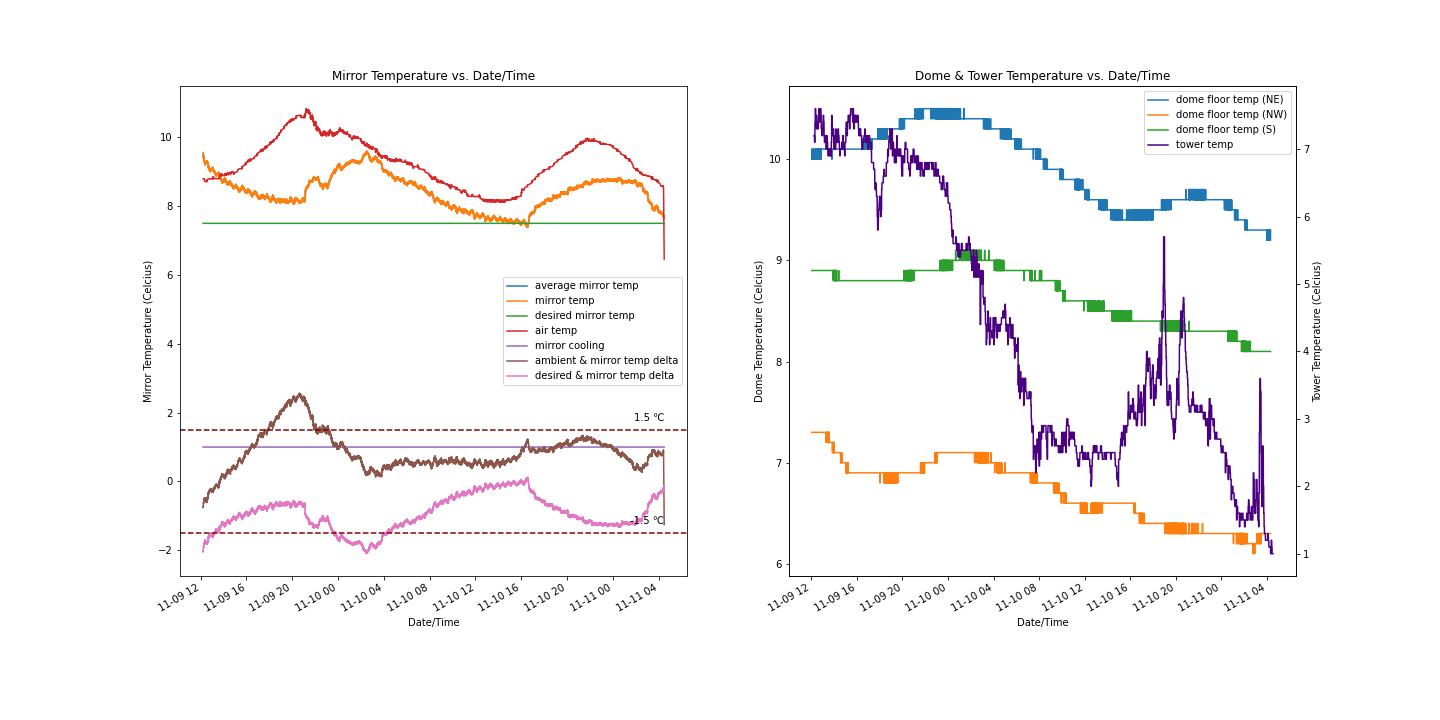 Mirror Temperature vs. Date/Time
Mirror Temperature (Celcius)
10
8
6
4
2
0
−2
average mirror temp
mirror temp
desired mirror temp
air temp
mirror cooling
ambient & mirror temp delta
desired & mirror temp delta
1.5 °C
-1.5 °C
11-09 12
11-09 16
11-09 20
11-10 00
11-10 04
11-10 08
11-10 12
11-10 16
11-10 20
11-11 00
11-11 04
Date/Time
Dome & Tower Temperature vs. Date/Time
Dome Temperature (Celcius)
10
9
8
7
6
dome floor temp (NE)
dome floor temp (NW)
dome floor temp (S)
tower temp
7
6
5
4
3
2
1
Tower Temperature (Celcius)
11-09 12
11-09 16
11-09 20
11-10 00
11-10 04
11-10 08
11-10 12
11-10 16
11-10 20
11-11 00
11-11 04
Date/Time